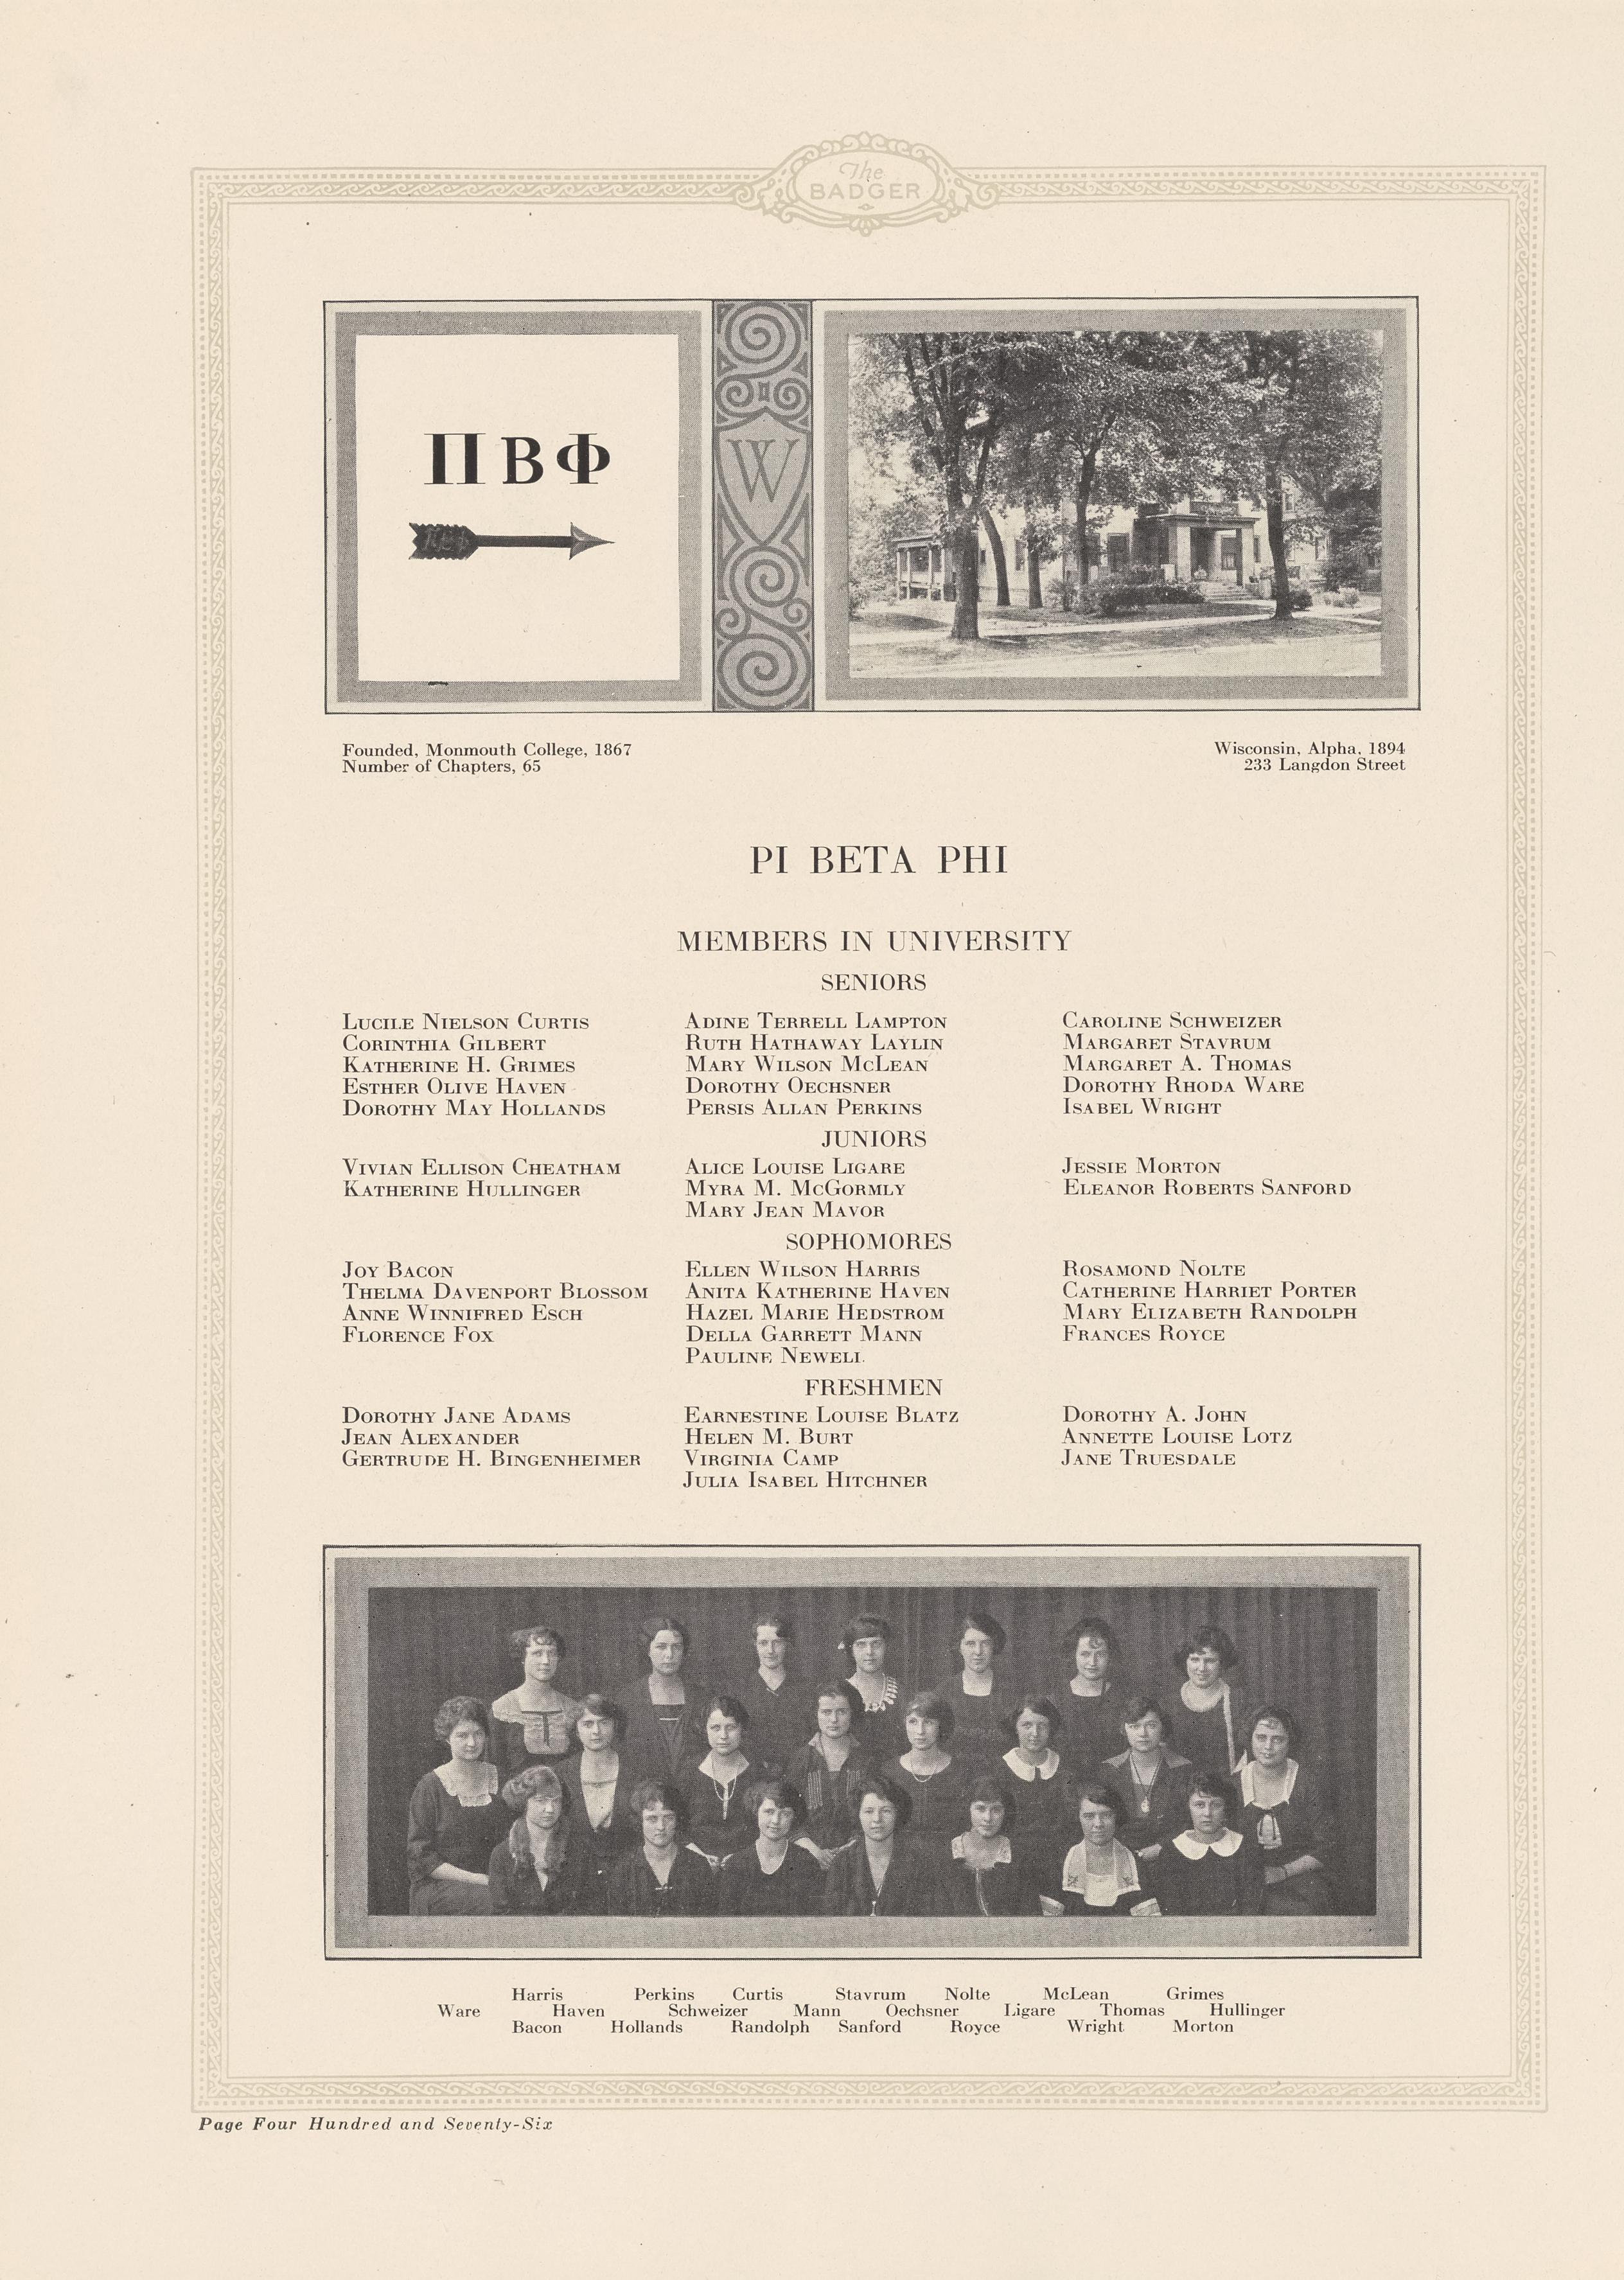 The
BADGER
ΠΒΦ
ΠΒΦ
W
Founded, Monmouth College, 1867
Number of Chapters, 65
Wisconsin, Alpha, 1894
233 Langdon Street
PI BETA PHI
MEMBERS IN UNIVERSITY
SENIORS
LUCILE NIELSON CURTIS
CORINTHIA GILBERT
KATHERINE H. GRIMES
ESTHER OLIVE HAVEN
DOROTHY MAY HOLLANDS
ADINE TERRELL LAMPTON
RUTH HATHAWAY LAYLIN
MARY WILSON MCLEAN
DOROTHY OECHSNER
PERSIS ALLAN PERKINS
CAROLINE SCHWEIZER
MARGARET STAVRUM
MARGARET A. THOMAS
DOROTHY RHODA WARE
ISABEL WRIGHT
JUNIORS
VIVIAN ELLISON CHEATHAM
KATHERINE HULLINGER
ALICE LOUISE LIGARE
MYRA M. MCGORMLY
MARY JEAN MAVOR
JESSIE MORTON
ELEANOR ROBERTS SANFORD
SOPHOMORES
JOY BACON
THELMA DAVENPORT BLOSSOM
ANNE WINNIFRED ESCH
FLORENCE FOX
ELLEN WILSON HARRIS
ANITA KATHERINE HAVEN
HAZEL MARIE HEDSTROM
DELLA GARRETT MANN
PAULINE NEWELL
ROSAMOND NOLTE
CATHERINE HARRIET PORTER
MARY ELIZABETH RANDOLPH
FRANCES ROYCE
FRESHMEN
DOROTHY JANE ADAMS
JEAN ALEXANDER
GERTRUDE H. BINGENHEIMER
EARNESTINE LOUISE BLATZ
HELEN M. BURT
VIRGINIA CAMP
JULIA ISABEL HITCHNER
DOROTHY A. JOHN
ANNETTE LOUISE LOTZ
JANE TRUESDALE
Harris Perkins Curtis Stavrum Nolte McLean Grimes
Ware Haven Schweizer Mann Oechsner Ligare Thomas Hullinger
Bacon Hollands Randolph Sanford Royce Wright Morton
Page Four Hundred and Seventy-Six